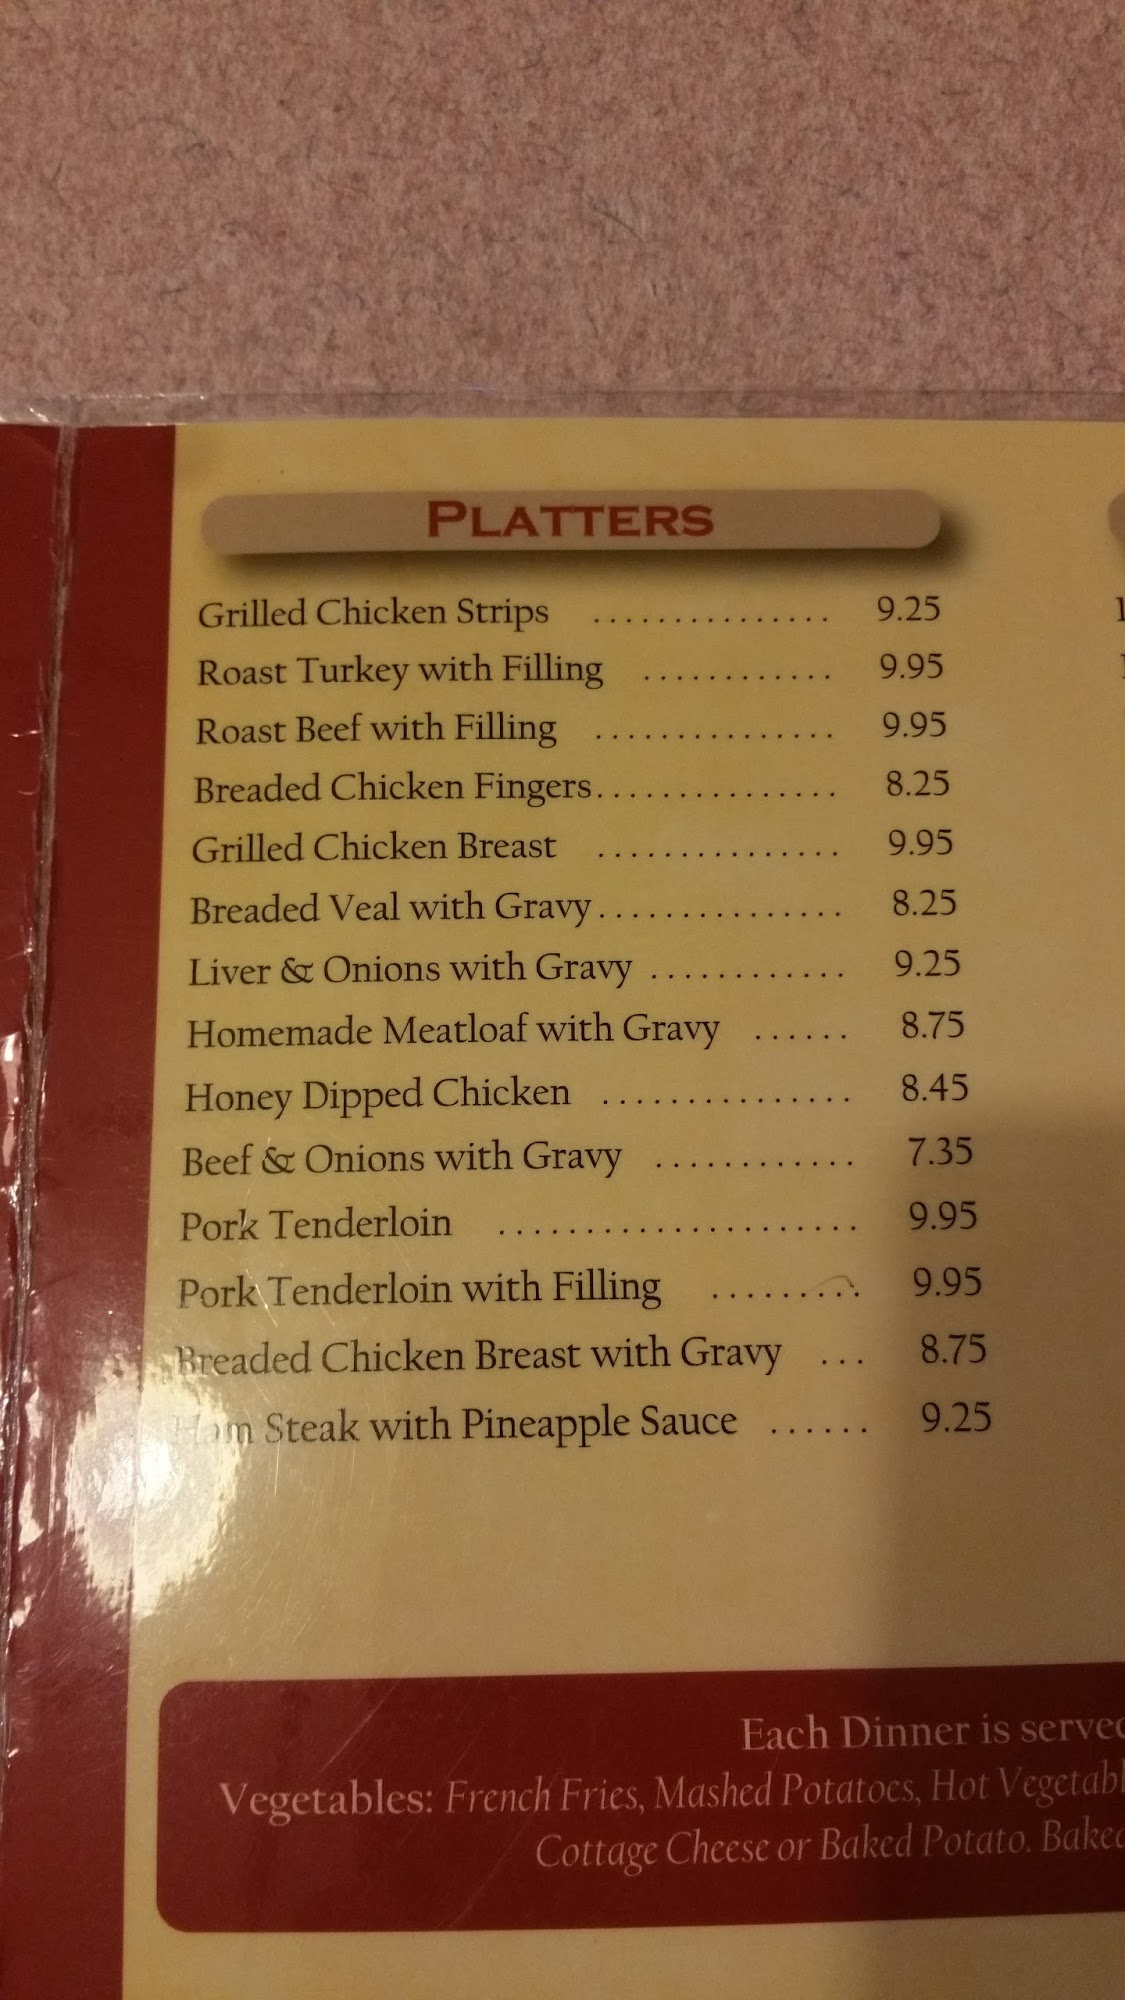 PLATTERS
Grilled Chicken Strips ............... 9.25
Roast Turkey with Filling ............ 9.95
Roast Beef with Filling ............... 9.95
Breaded Chicken Fingers............... 8.25
Grilled Chicken Breast ............... 9.95
Breaded Veal with Gravy............... 8.25
Liver & Onions with Gravy ............ 9.25
Homemade Meatloaf with Gravy ...... 8.75
Honey Dipped Chicken ............... 8.45
Beef & Onions with Gravy ............ 7.35
Pork Tenderloin ...................... 9.95
Pork Tenderloin with Filling ......... 9.95
Breaded Chicken Breast with Gravy ... 8.75
Ham Steak with Pineapple Sauce ...... 9.25
Each Dinner is
Vegetables: French Fries, Mashed Potatoes, Hot
Cottage Cheese or Baked Potato.